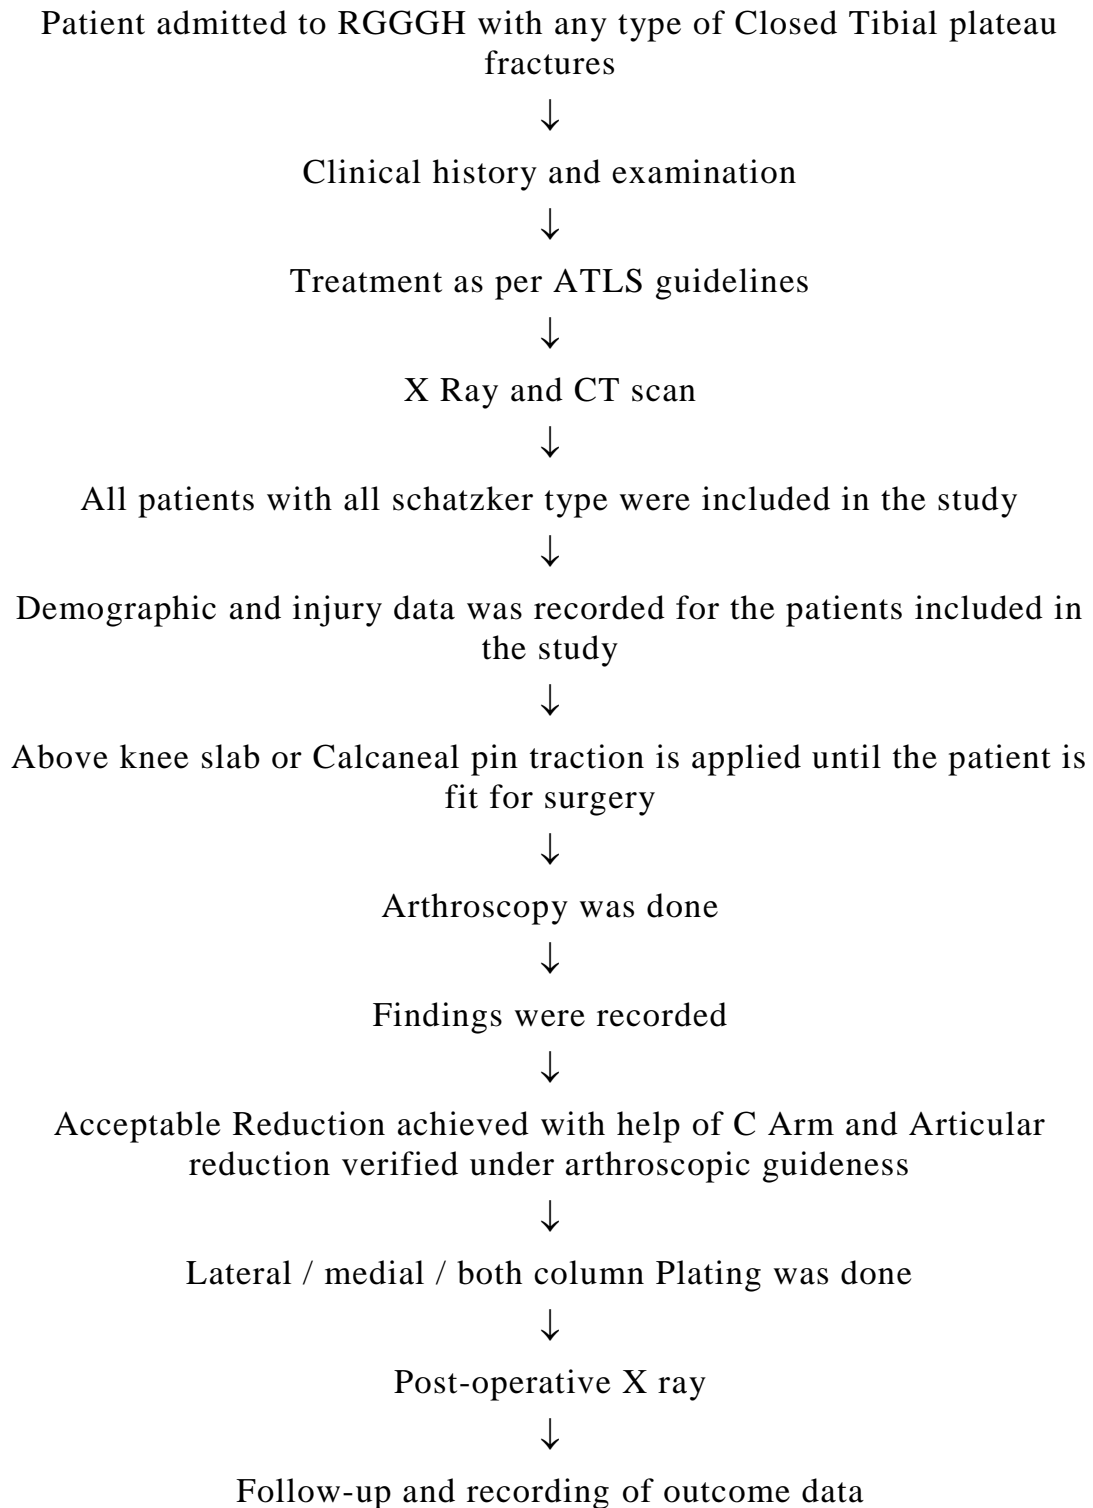 Patient admitted to RGGGH with any type of Closed Tibial plateau
fractures
↓
Clinical history and examination
↓
Treatment as per ATLS guidelines
↓
X Ray and CT scan
↓
All patients with all schatzker type were included in the study
↓
Demographic and injury data was recorded for the patients included in
the study
↓
Above knee slab or Calcaneal pin traction is applied until the patient is
fit for surgery
↓
Arthroscopy was done
↓
Findings were recorded
↓
Acceptable Reduction achieved with help of C Arm and Articular
reduction verified under arthroscopic guideness
↓
Lateral / medial / both column Plating was done
↓
Post-operative X ray
↓
Follow-up and recording of outcome data